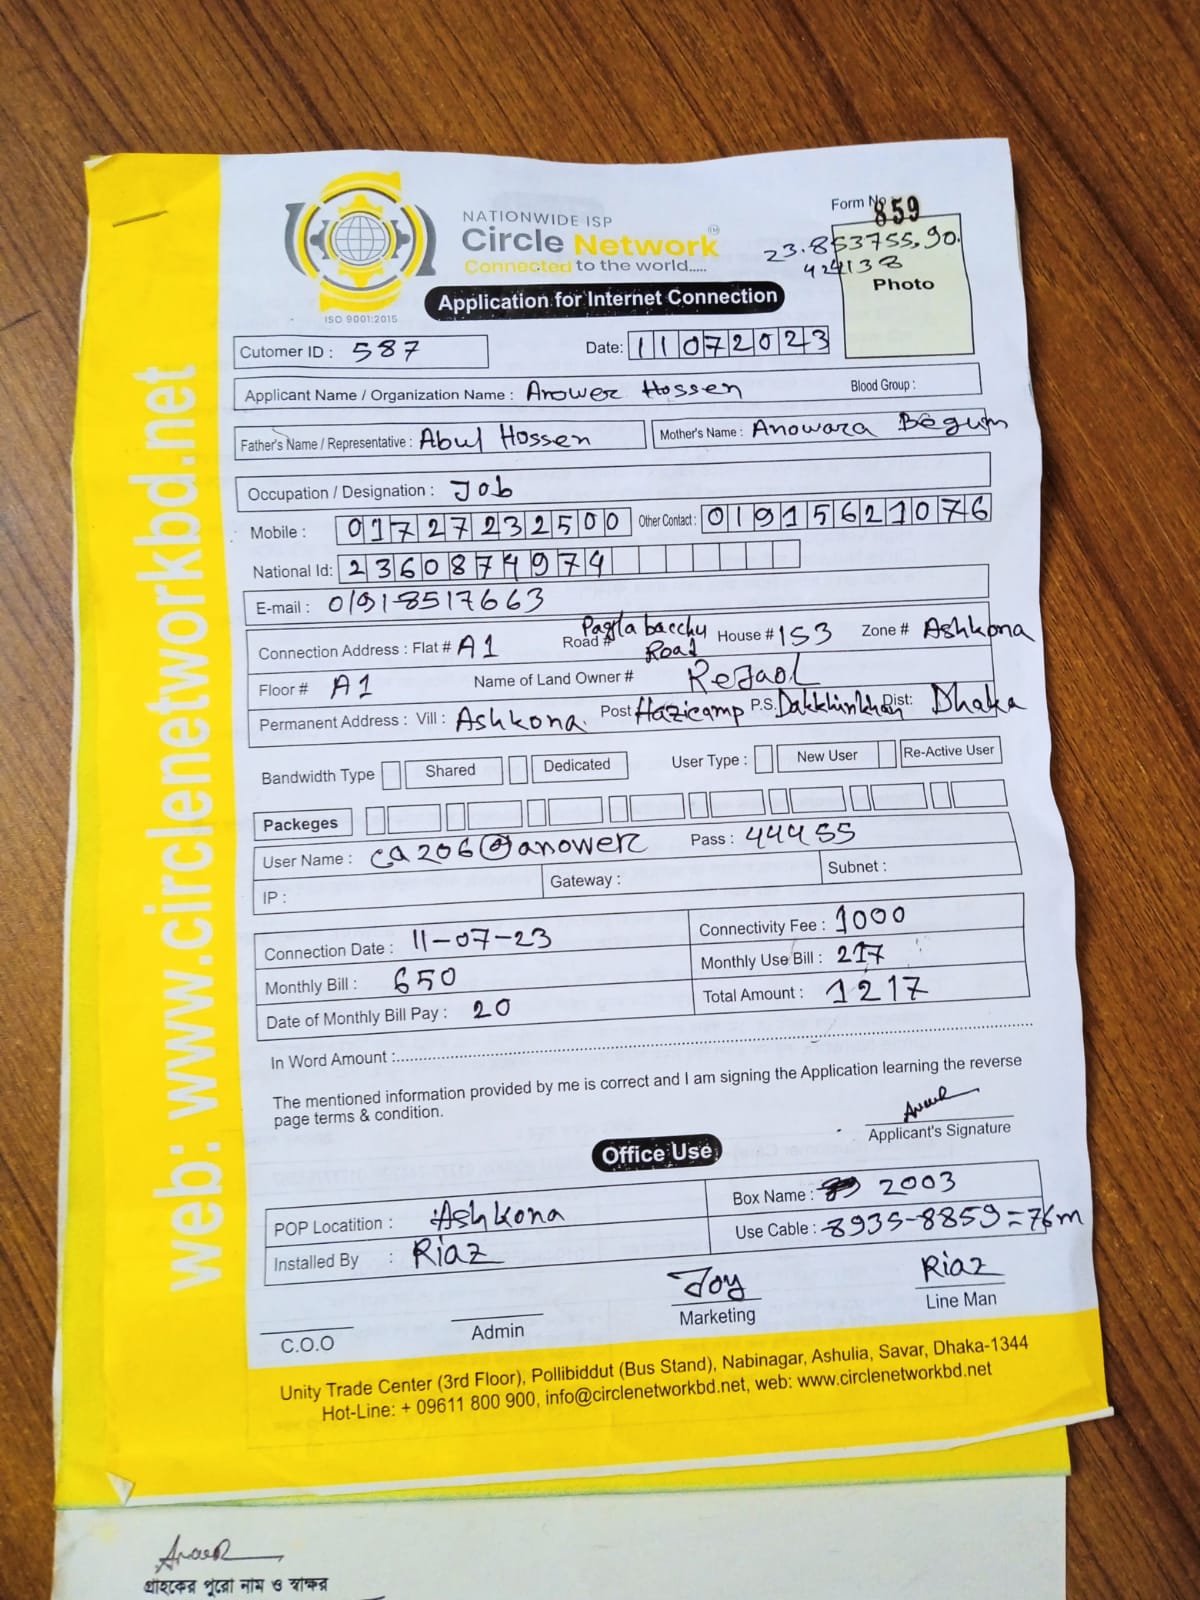 NATIONWIDE ISP
Circle Network
Connected to the world.....
ISO 9001:2015
Form No 859
23.853755,90.
424138
Photo
Application for Internet Connection
Cutomer ID : 587
Date: 11072023
Applicant Name / Organization Name : Anower Hossen Blood Group :
Father's Name / Representative : Abul Hossen Mother's Name : Anowara Begum
Occupation / Designation : Job
Mobile : 01727232500 Other Contact : 01915621076
National Id: 2360874974
E-mail : 01918517663
Connection Address : Flat # A1 Road # Pagla bacchu Road House # 153 Zone # Ashkona
Floor # A1 Name of Land Owner # Rejaol
Permanent Address : Vill : Ashkona. Post Hazicamp P.S. Dakkhinkhan Dist: Dhaka
Bandwidth Type Shared Dedicated User Type : New User Re-Active User
Packeges
User Name : ca206@anower Pass : 44455
IP : Gateway : Subnet :
Connection Date : 11-07-23 Connectivity Fee : 1000
Monthly Bill : 650 Monthly Use Bill : 217
Date of Monthly Bill Pay : 20 Total Amount : 1217
In Word Amount :
The mentioned information provided by me is correct and I am signing the Application learning the reverse
page terms & condition.
Applicant's Signature
Office Use
POP Locatition : Ashkona Box Name : 2003
Installed By : Riaz Use Cable : 8935-8859=76m
C.O.O Admin Joy Marketing Riaz Line Man
Unity Trade Center (3rd Floor), Pollibiddut (Bus Stand), Nabinagar, Ashulia, Savar, Dhaka-1344
Hot-Line: + 09611 800 900, info@circlenetworkbd.net, web: www.circlenetworkbd.net
web: www.circlenetworkbd.net
গ্রাহকের পুরো নাম ও স্বাক্ষর